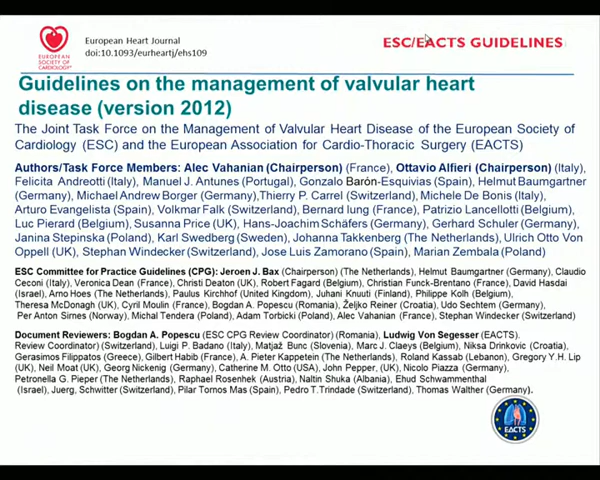 European Heart Journal
doi:10.1093/eurheartj/ehs109
ESC/EACTS GUIDELINES
EUROPEAN
SOCIETY OF
CARDIOLOGY®
Guidelines on the management of valvular heart
disease (version 2012)
The Joint Task Force on the Management of Valvular Heart Disease of the European Society of
Cardiology (ESC) and the European Association for Cardio-Thoracic Surgery (EACTS)
Authors/Task Force Members: Alec Vahanian (Chairperson) (France), Ottavio Alfieri (Chairperson) (Italy),
Felicita Andreotti (Italy), Manuel J. Antunes (Portugal), Gonzalo Barón-Esquivias (Spain), Helmut Baumgartner
(Germany), Michael Andrew Borger (Germany),Thierry P. Carrel (Switzerland), Michele De Bonis (Italy),
Arturo Evangelista (Spain), Volkmar Falk (Switzerland), Bernard Iung (France), Patrizio Lancellotti (Belgium),
Luc Pierard (Belgium), Susanna Price (UK), Hans-Joachim Schäfers (Germany), Gerhard Schuler (Germany),
Janina Stepinska (Poland), Karl Swedberg (Sweden), Johanna Takkenberg (The Netherlands), Ulrich Otto Von
Oppell (UK), Stephan Windecker (Switzerland), Jose Luis Zamorano (Spain), Marian Zembala (Poland)
ESC Committee for Practice Guidelines (CPG): Jeroen J. Bax (Chairperson) (The Netherlands), Helmut Baumgartner (Germany), Claudio
Ceconi (Italy), Veronica Dean (France), Christi Deaton (UK), Robert Fagard (Belgium), Christian Funck-Brentano (France), David Hasdai
(Israel), Arno Hoes (The Netherlands), Paulus Kirchhof (United Kingdom), Juhani Knuuti (Finland), Philippe Kolh (Belgium),
Theresa McDonagh (UK), Cyril Moulin (France), Bogdan A. Popescu (Romania), Željko Reiner (Croatia), Udo Sechtem (Germany),
Per Anton Sirnes (Norway), Michal Tendera (Poland), Adam Torbicki (Poland), Alec Vahanian (France), Stephan Windecker (Switzerland)
Document Reviewers: Bogdan A. Popescu (ESC CPG Review Coordinator) (Romania), Ludwig Von Segesser (EACTS).
Review Coordinator) (Switzerland), Luigi P. Badano (Italy), Matjaž Bunc (Slovenia), Marc J. Claeys (Belgium), Niksa Drinkovic (Croatia),
Gerasimos Filippatos (Greece), Gilbert Habib (France), A. Pieter Kappetein (The Netherlands), Roland Kassab (Lebanon), Gregory Y.H. Lip
(UK), Neil Moat (UK), Georg Nickenig (Germany), Catherine M. Otto (USA), John Pepper, (UK), Nicolo Piazza (Germany),
Petronella G. Pieper (The Netherlands), Raphael Rosenhek (Austria), Naltin Shuka (Albania), Ehud Schwammenthal
(Israel), Juerg, Schwitter (Switzerland), Pilar Tornos Mas (Spain), Pedro T.Trindade (Switzerland), Thomas Walther (Germany).
EACTS